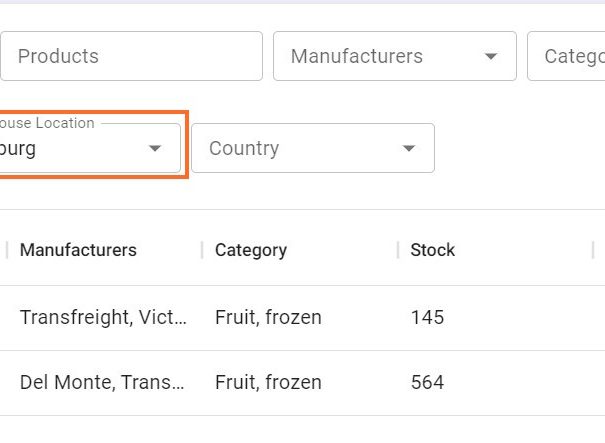 Products Manufacturers Catego
ouse Location
burg Country
Manufacturers Category Stock
Transfreight, Vict... Fruit, frozen 145
Del Monte, Trans... Fruit, frozen 564